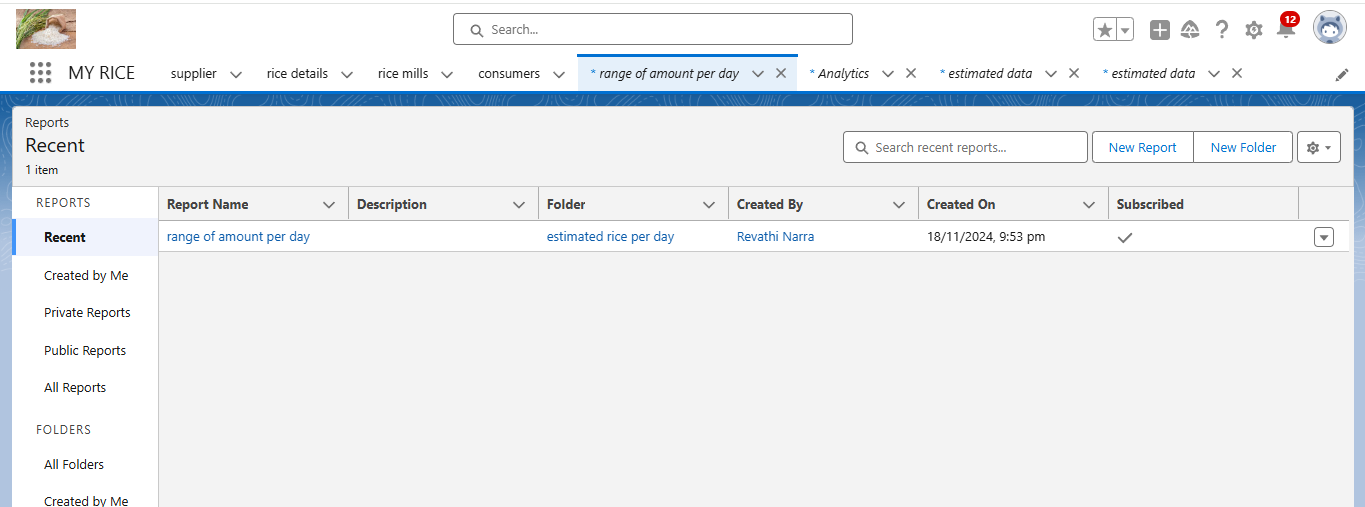 Search...
12
MY RICE supplier rice details rice mills consumers * range of amount per day * Analytics * estimated data * estimated data
Reports
Recent
1 item
Search recent reports...
New Report
New Folder
REPORTS
Report Name Description Folder Created By Created On Subscribed
Recent
range of amount per day estimated rice per day Revathi Narra 18/11/2024, 9:53 pm
Created by Me
Private Reports
Public Reports
All Reports
FOLDERS
All Folders
Created by Me